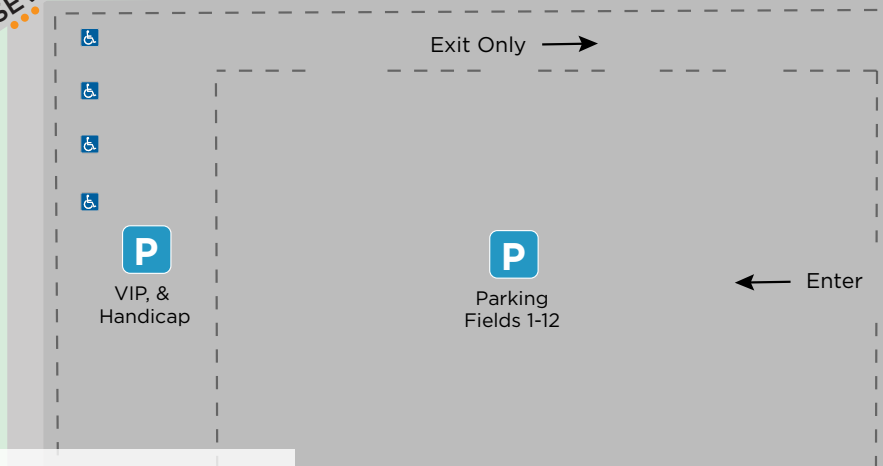 Exit Only
P
VIP, &
Handicap
P
Parking
Fields 1-12
Enter